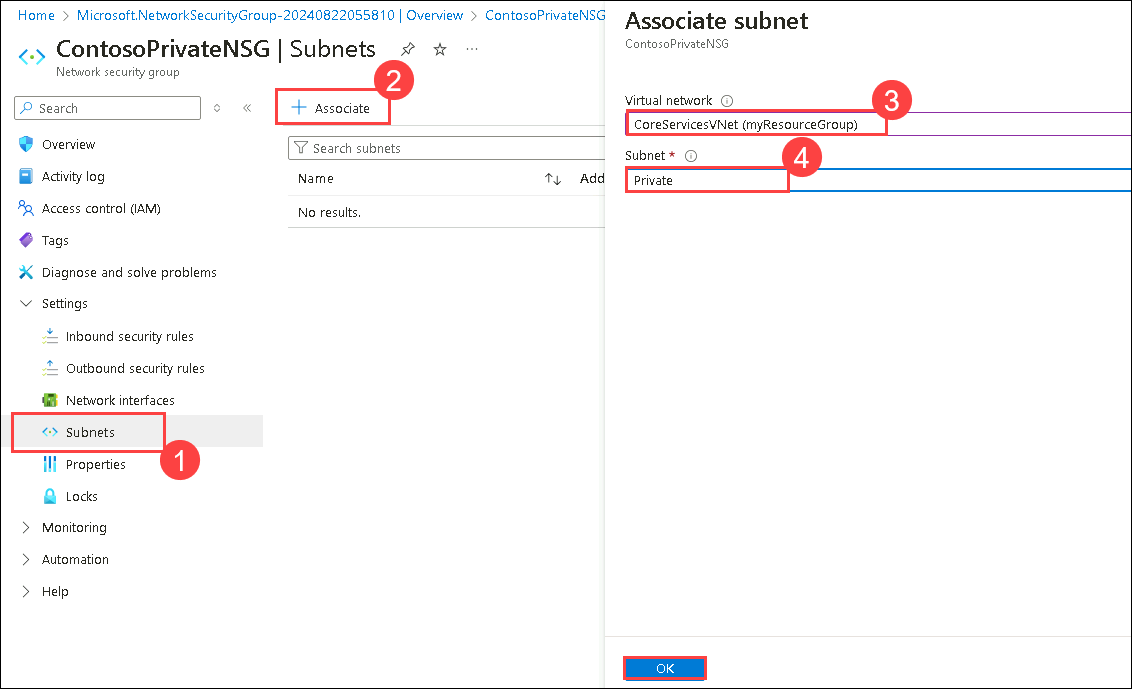 Home > Microsoft.NetworkSecurityGroup-20240822055810 | Overview > ContosoPrivateNSG
ContosoPrivateNSG | Subnets
Network security group
Search
Overview
Activity log
Access control (IAM)
Tags
Diagnose and solve problems
Settings
Inbound security rules
Outbound security rules
Network interfaces
Subnets
1
Properties
Locks
Monitoring
Automation
Help
2
Associate
Search subnets
Name
Add
No results.
Associate subnet
ContosoPrivateNSG
Virtual network
3
CoreServicesVNet (myResourceGroup)
Subnet *
4
Private
OK